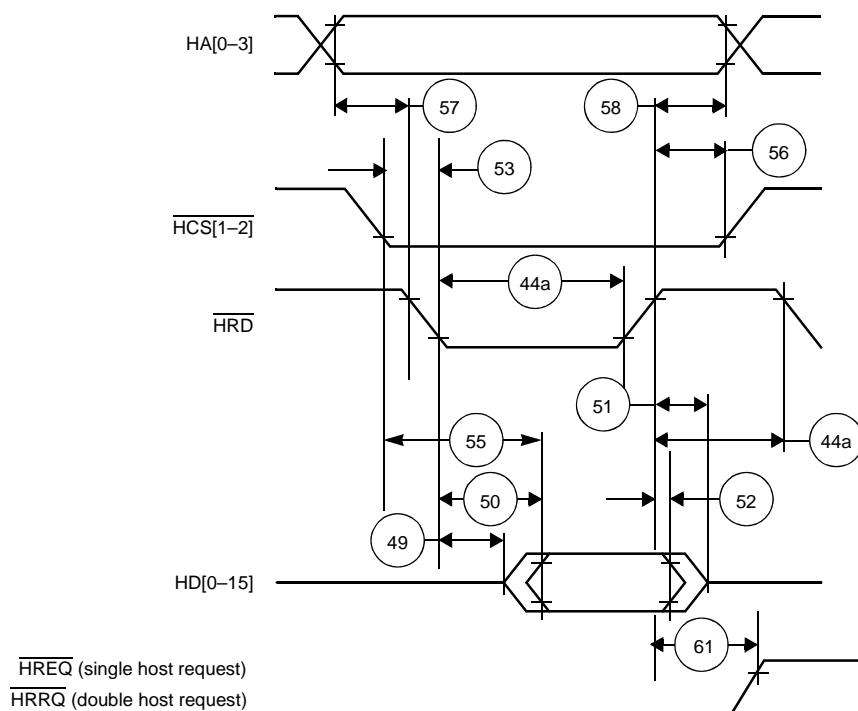 HA[0–3]
57
58
53
56
HCS[1–2]
44a
HRD
51
55
44a
50
52
49
HD[0–15]
61
HREQ (single host request)
HRRQ (double host request)